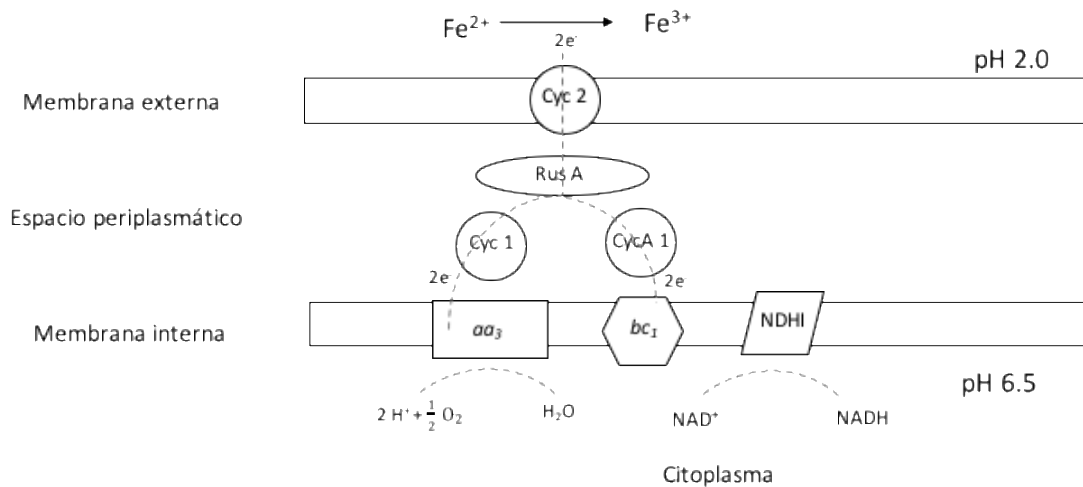 Fe²⁺ Fe³⁺
2e⁻
pH 2.0
Membrana externa
Cyc 2
Rus A
Espacio periplasmático
Cyc 1
CycA 1
2e⁻
2e⁻
Membrana interna
aa₃
bc₁
NDHI
pH 6.5
2 H⁺ + 1/2 O₂
H₂O
NAD⁺
NADH
Citoplasma